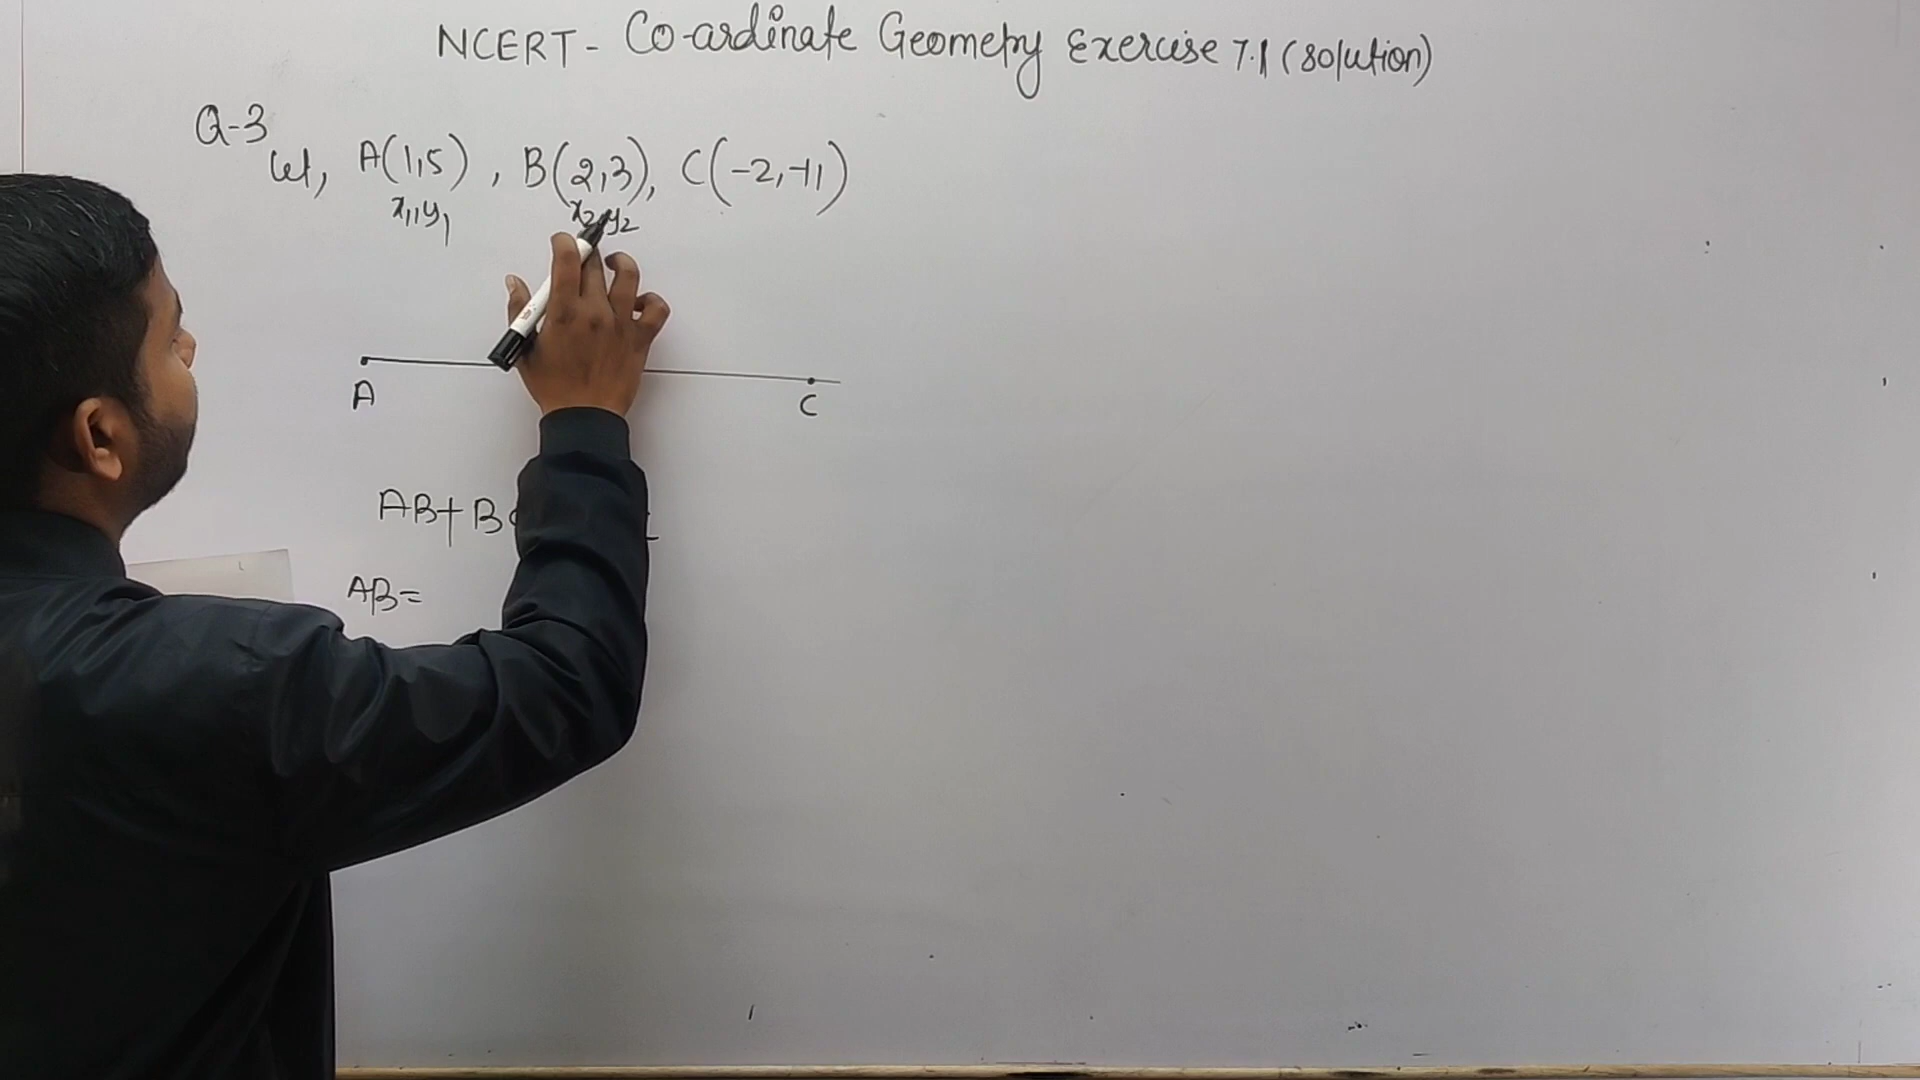 NCERT - Co-ordinate Geometry Exercise 7.1 (solution)
Q-3
let, A(1,5) , B(2,3), C(-2,-11)
x₁,y₁ x₂,y₂
A C
AB+B
AB=